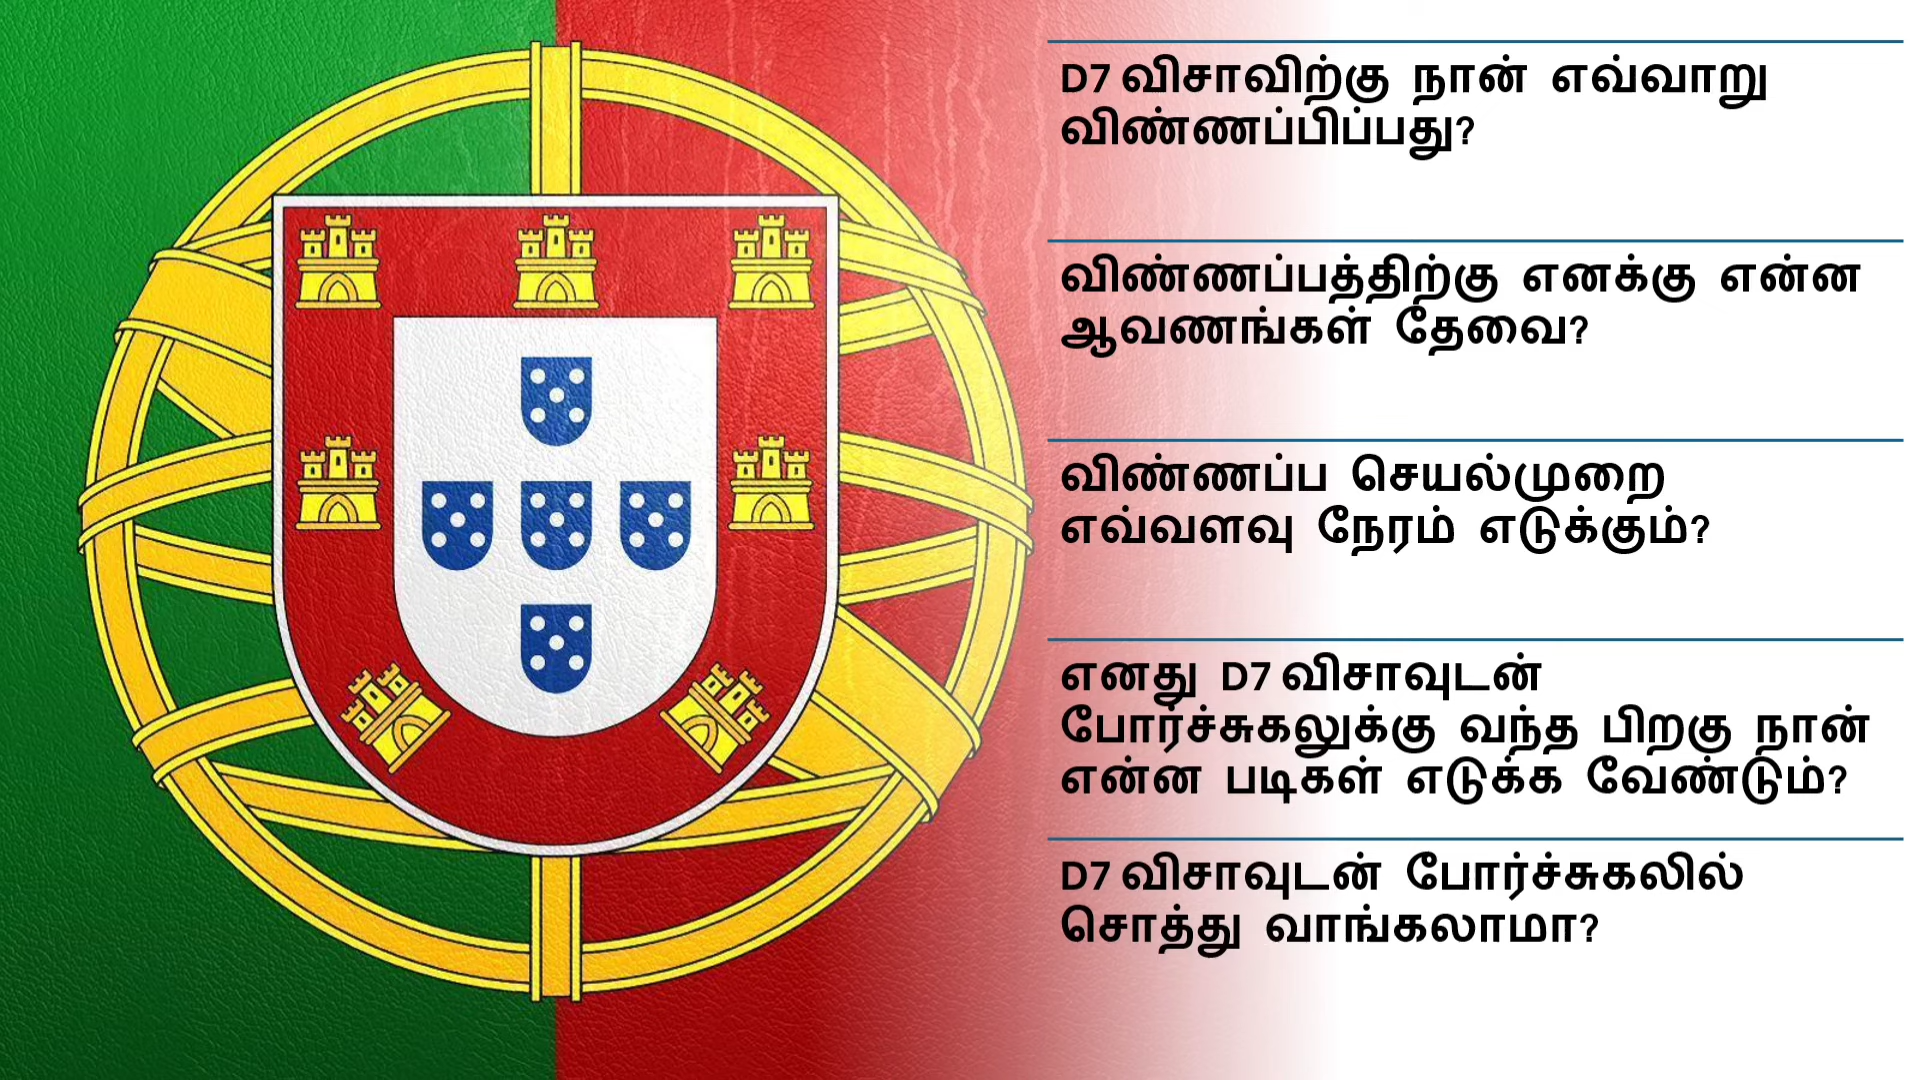 D7 விசாவிற்கு நான் எவ்வாறு
விண்ணப்பிப்பது?
விண்ணப்பத்திற்கு எனக்கு என்ன
ஆவணங்கள் தேவை?
விண்ணப்ப செயல்முறை
எவ்வளவு நேரம் எடுக்கும்?
எனது D7 விசாவுடன்
போர்ச்சுகலுக்கு வந்த பிறகு நான்
என்ன படிகள் எடுக்க வேண்டும்?
D7 விசாவுடன் போர்ச்சுகலில்
சொத்து வாங்கலாமா?